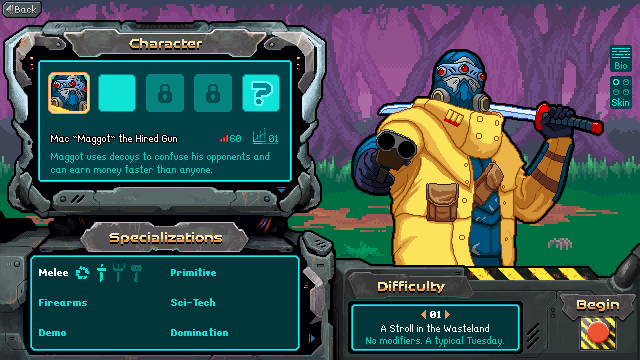 Back
Character
?
Mac "Maggot" the Hired Gun
60
01
Maggot uses decoys to confuse his opponents and
can earn money faster than anyone.
Bio
Skin
Specializations
Melee
Primitive
Firearms
Sci-Tech
Demo
Domination
Difficulty
01
A Stroll in the Wasteland
No modifiers. A typical Tuesday.
Begin